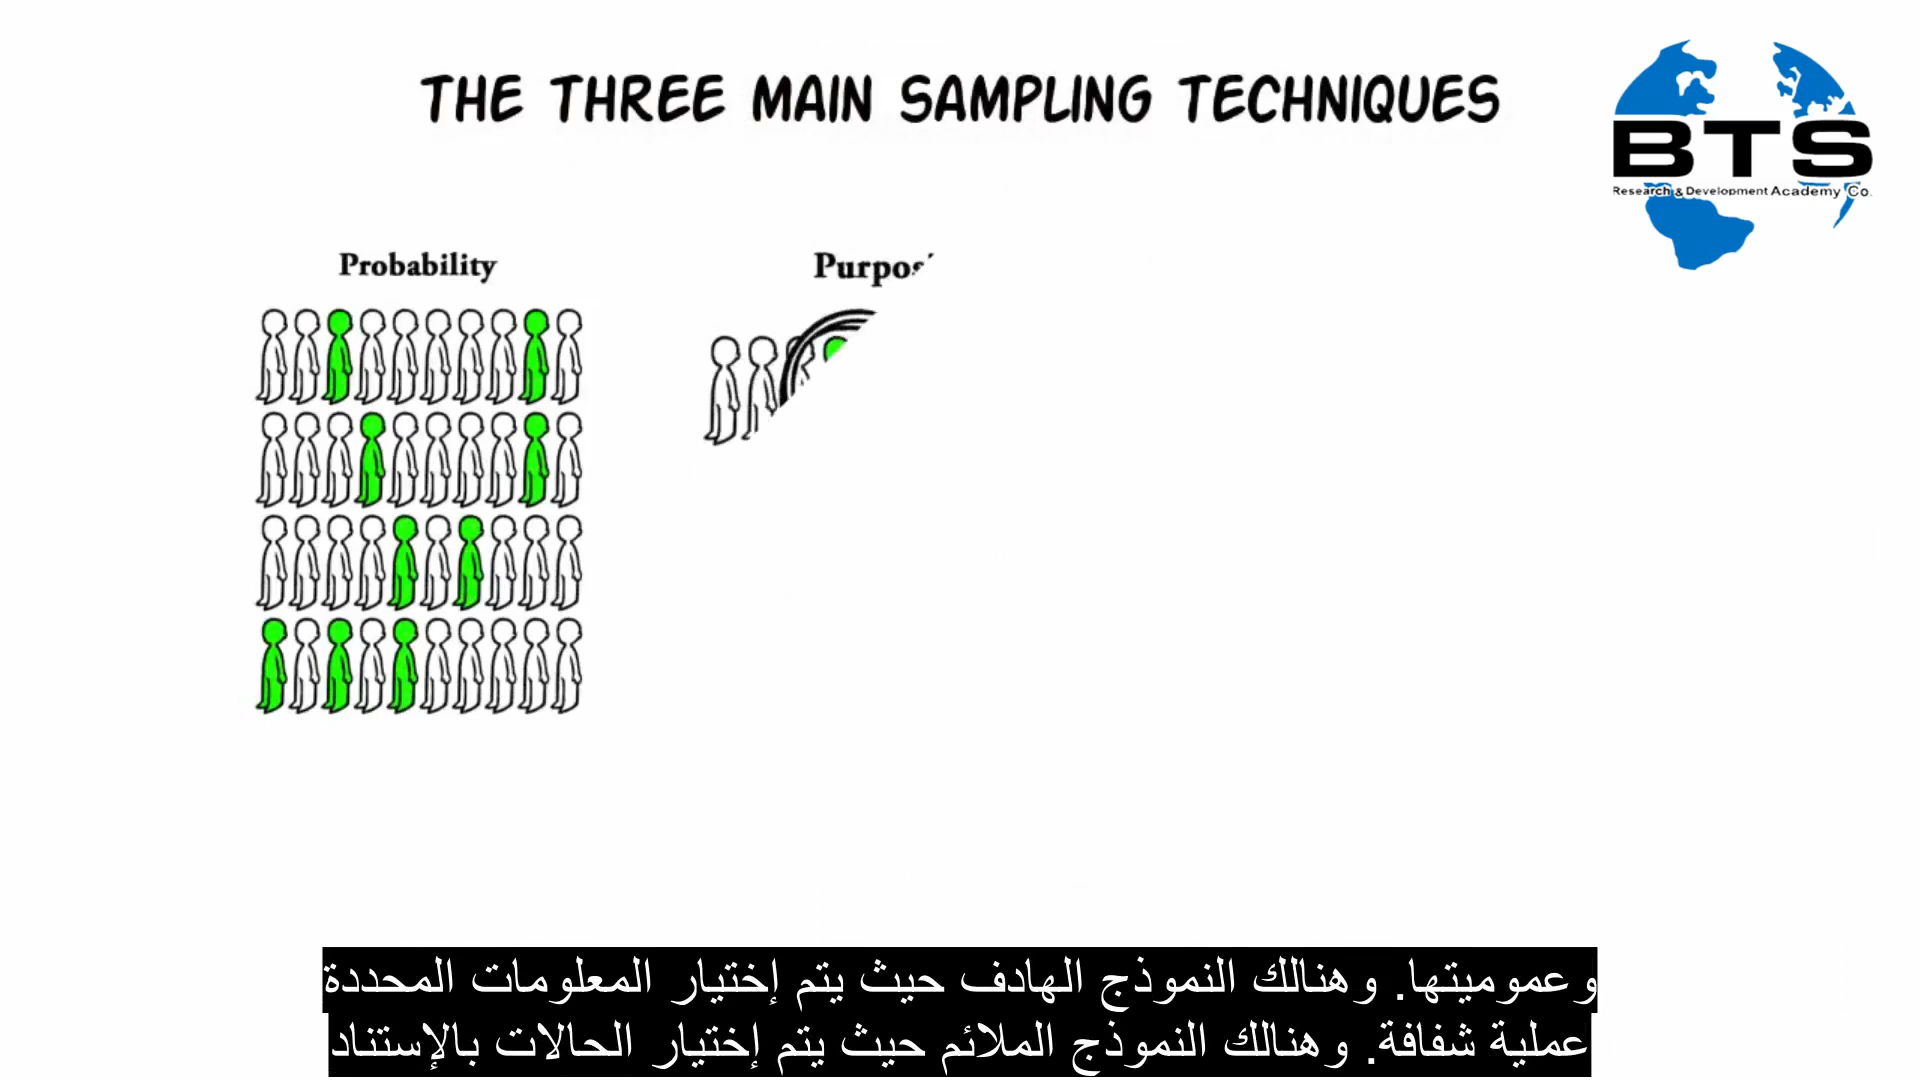 THE THREE MAIN SAMPLING TECHNIQUES
BTS
Research & Development Academy Co.
Probability
Purpos
وعموميتها. وهنالك النموذج الهادف حيث يتم إختيار المعلومات المحددة
عملية شفافة. وهنالك النموذج الملائم حيث يتم إختيار الحالات بالإستناد